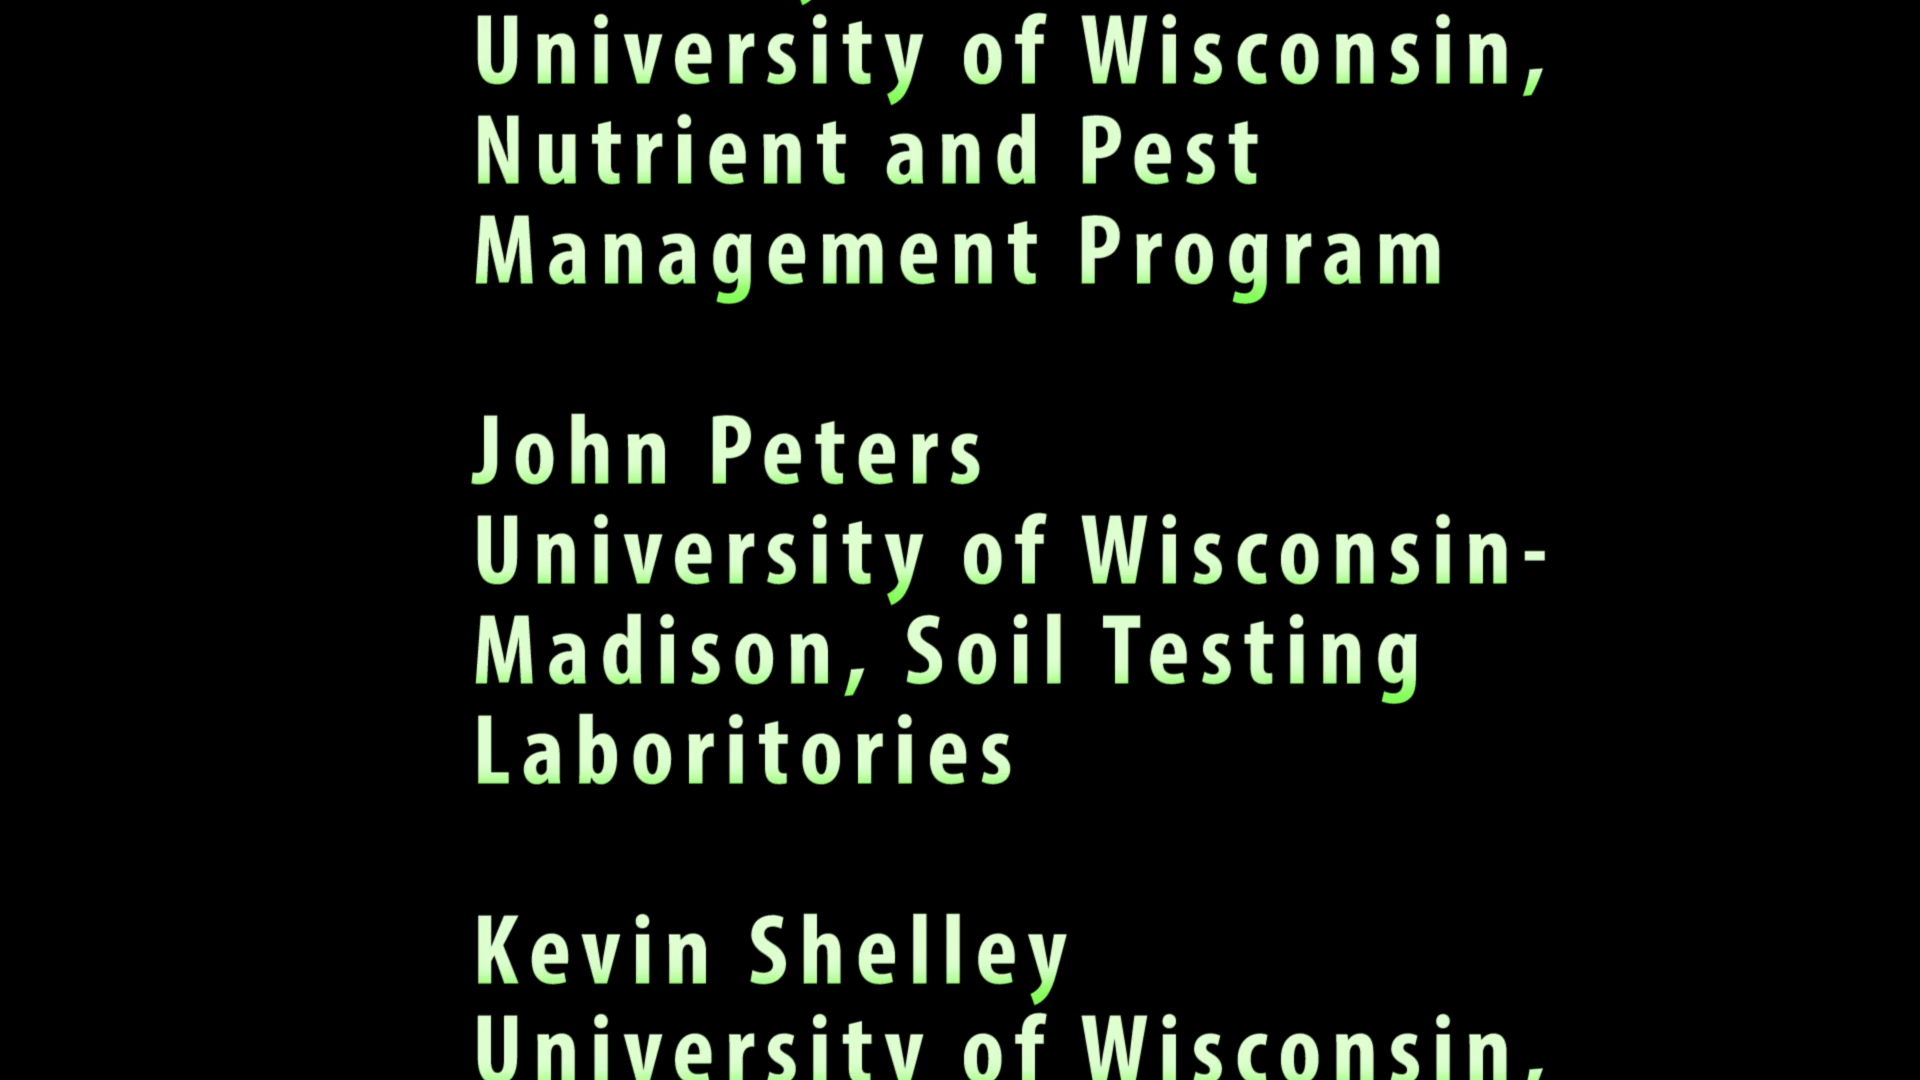 University of Wisconsin,
Nutrient and Pest
Management Program
John Peters
University of Wisconsin-
Madison, Soil Testing
Laboritories
Kevin Shelley
University of Wisconsin,